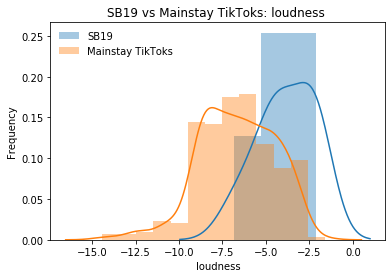 SB19 vs Mainstay TikToks: loudness
SB19
Mainstay TikToks
Frequency
0.25
0.20
0.15
0.10
0.05
0.00
−15.0 −12.5 −10.0 −7.5 −5.0 −2.5 0.0
loudness